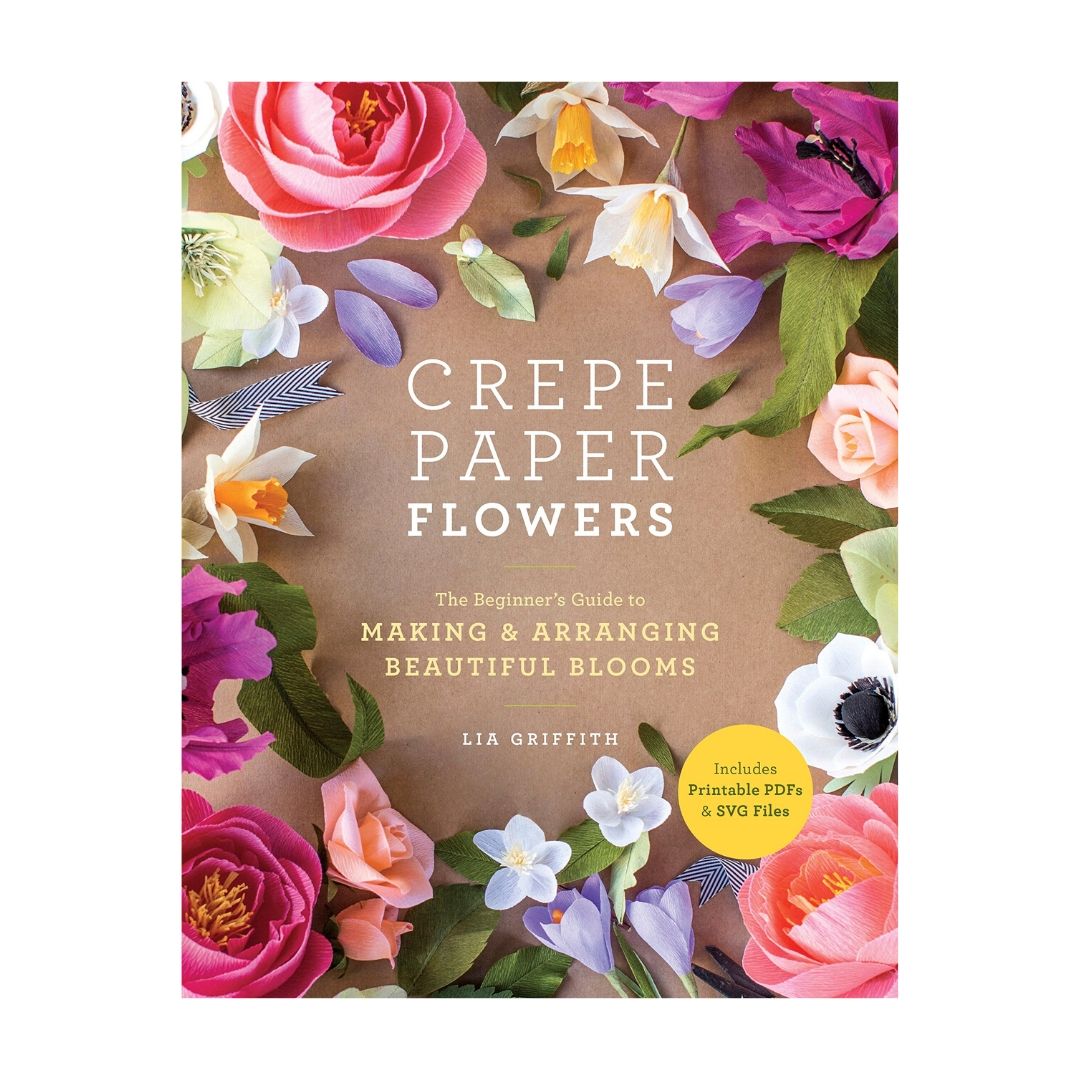 CREPE
PAPER
FLOWERS
The Beginner's Guide to
MAKING & ARRANGING
BEAUTIFUL BLOOMS
LIA GRIFFITH
Includes
Printable PDFs
& SVG Files